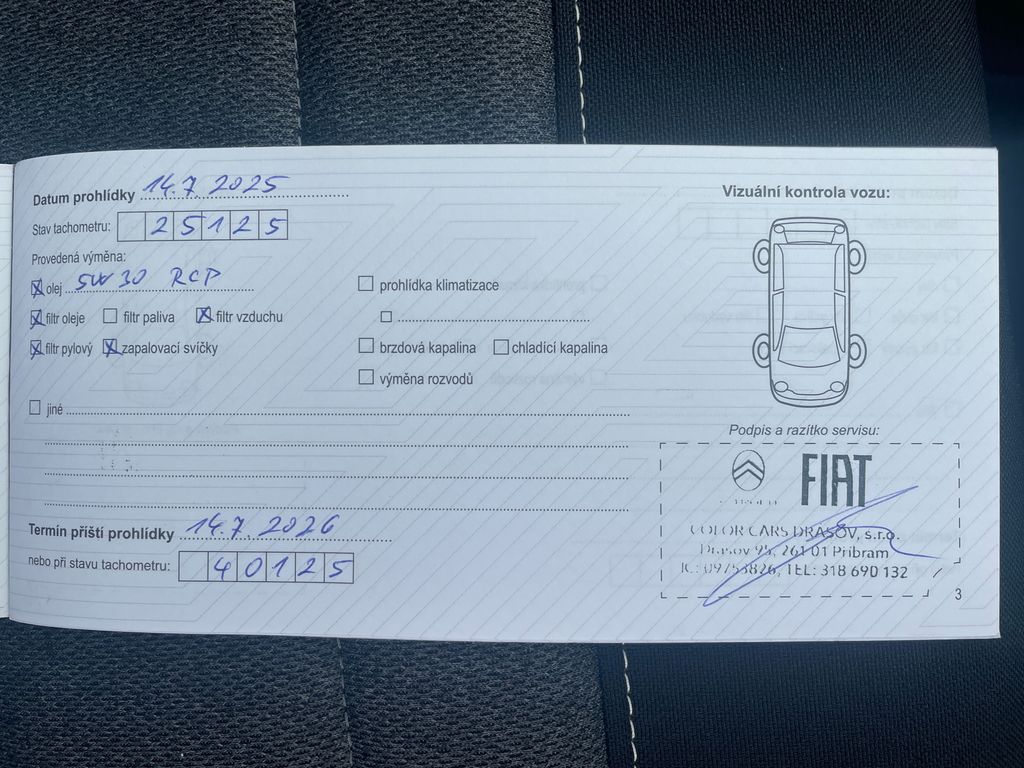 Datum prohlídky 14.7.2025
Stav tachometru: 25125
Provedená výměna:
olej 5W30 RCP
filtr oleje filtr paliva filtr vzduchu
filtr pylový zapalovací svíčky
prohlídka klimatizace
brzdová kapalina chladící kapalina
výměna rozvodů
jiné
Termín příští prohlídky 14.7.2026
nebo při stavu tachometru: 40125
Vizuální kontrola vozu:
Podpis a razítko servisu:
FIAT
COLOR CARS DRASOV, s.r.o.
Drasov 95, 261 01 Příbram
IČ: 09753826, TEL: 318 690 132
3